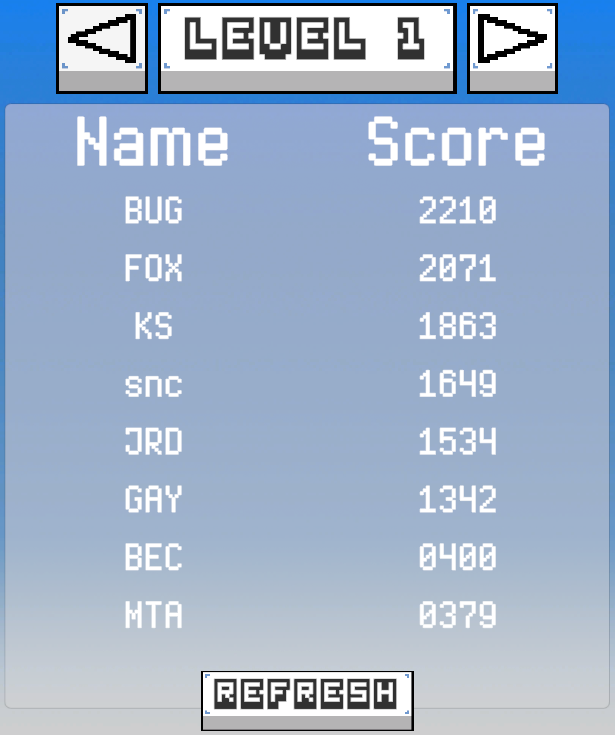 LEVEL 1
Name Score
BUG 2210
FOX 2071
KS 1863
snc 1649
JRD 1534
GAY 1342
BEC 0400
MTA 0379
REFRESH